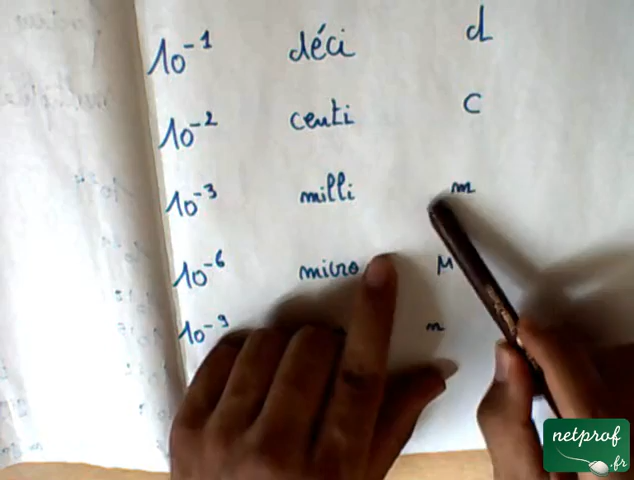 10⁻¹ déci d
10⁻² centi c
10⁻³ milli m
10⁻⁶ micro μ
10⁻⁹ n
netprof
.fr